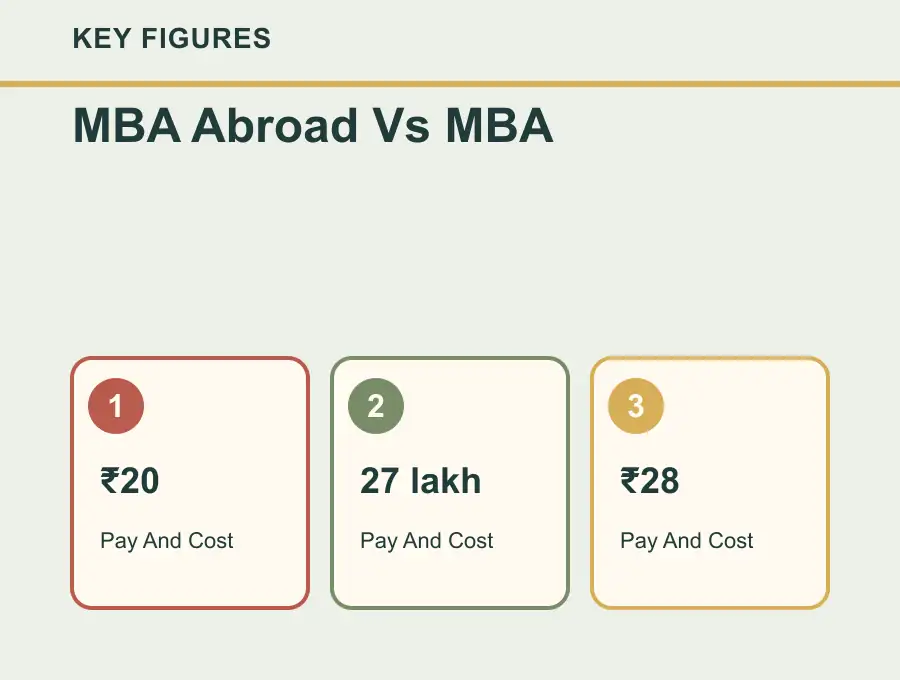 KEY FIGURES
MBA Abroad Vs MBA
1
2
3
₹20
27 lakh
₹28
Pay And Cost
Pay And Cost
Pay And Cost